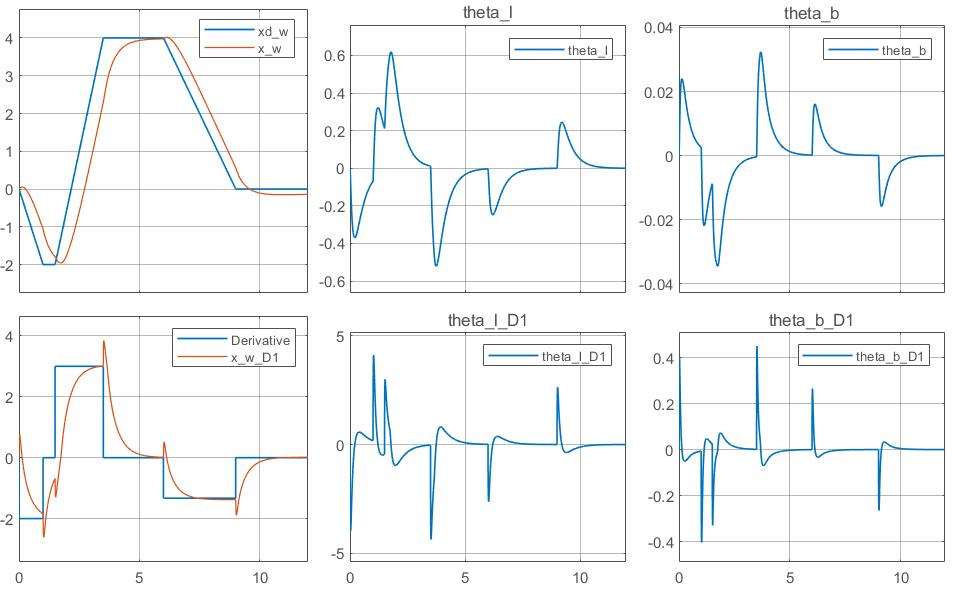 xd_w
x_w
4
3
2
1
0
-1
-2
theta_l
theta_l
0.6
0.4
0.2
0
-0.2
-0.4
-0.6
theta_b
theta_b
0.04
0.02
0
-0.02
-0.04
Derivative
x_w_D1
4
2
0
-2
0 5 10
theta_l_D1
theta_l_D1
5
0
-5
0 5 10
theta_b_D1
theta_b_D1
0.4
0.2
0
-0.2
-0.4
0 5 10